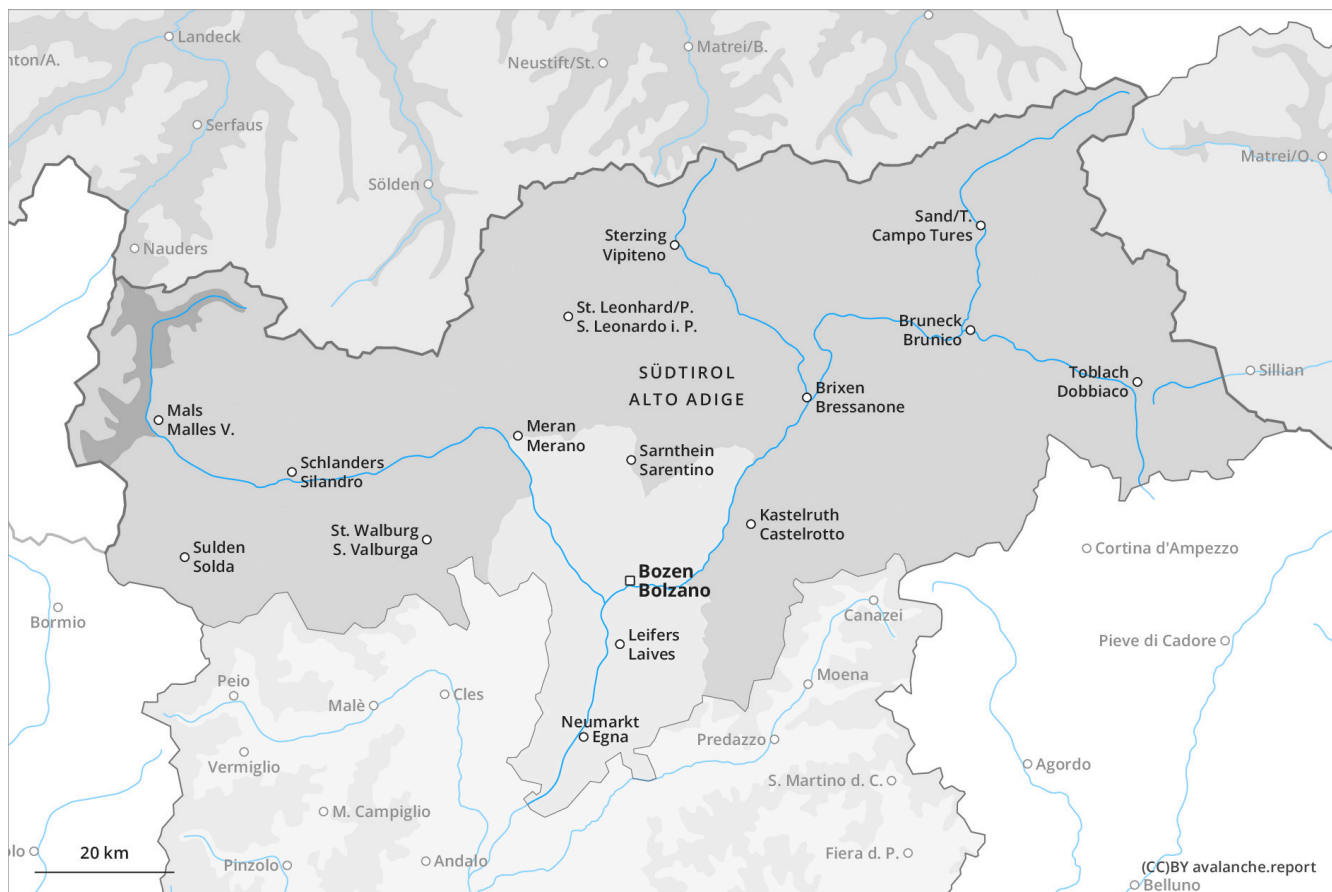 Landeck
nton/A.
Neustift/St.
Matrei/B.
Serfaus
Sölden
Matrei/O.
Nauders
Sand/T.
Campo Tures
Sterzing
Vipiteno
St. Leonhard/P.
S. Leonardo i. P.
Bruneck
Brunico
SÜDTIROL
ALTO ADIGE
Toblach
Dobbiaco
Sillian
Brixen
Bressanone
Mals
Malles V.
Meran
Merano
Sarnthein
Sarentino
Schlanders
Silandro
Kastelruth
Castelrotto
St. Walburg
S. Valburga
Sulden
Solda
Cortina d'Ampezzo
Bozen
Bolzano
Bormio
Canazei
Leifers
Laives
Pieve di Cadore
Peio
Malè
Cles
Moena
Neumarkt
Egna
Predazzo
Vermiglio
Agordo
S. Martino d. C.
M. Campiglio
olo
20 km
Pinzolo
Andalo
Fiera d. P.
(CC)BY avalanche.report
Belluno